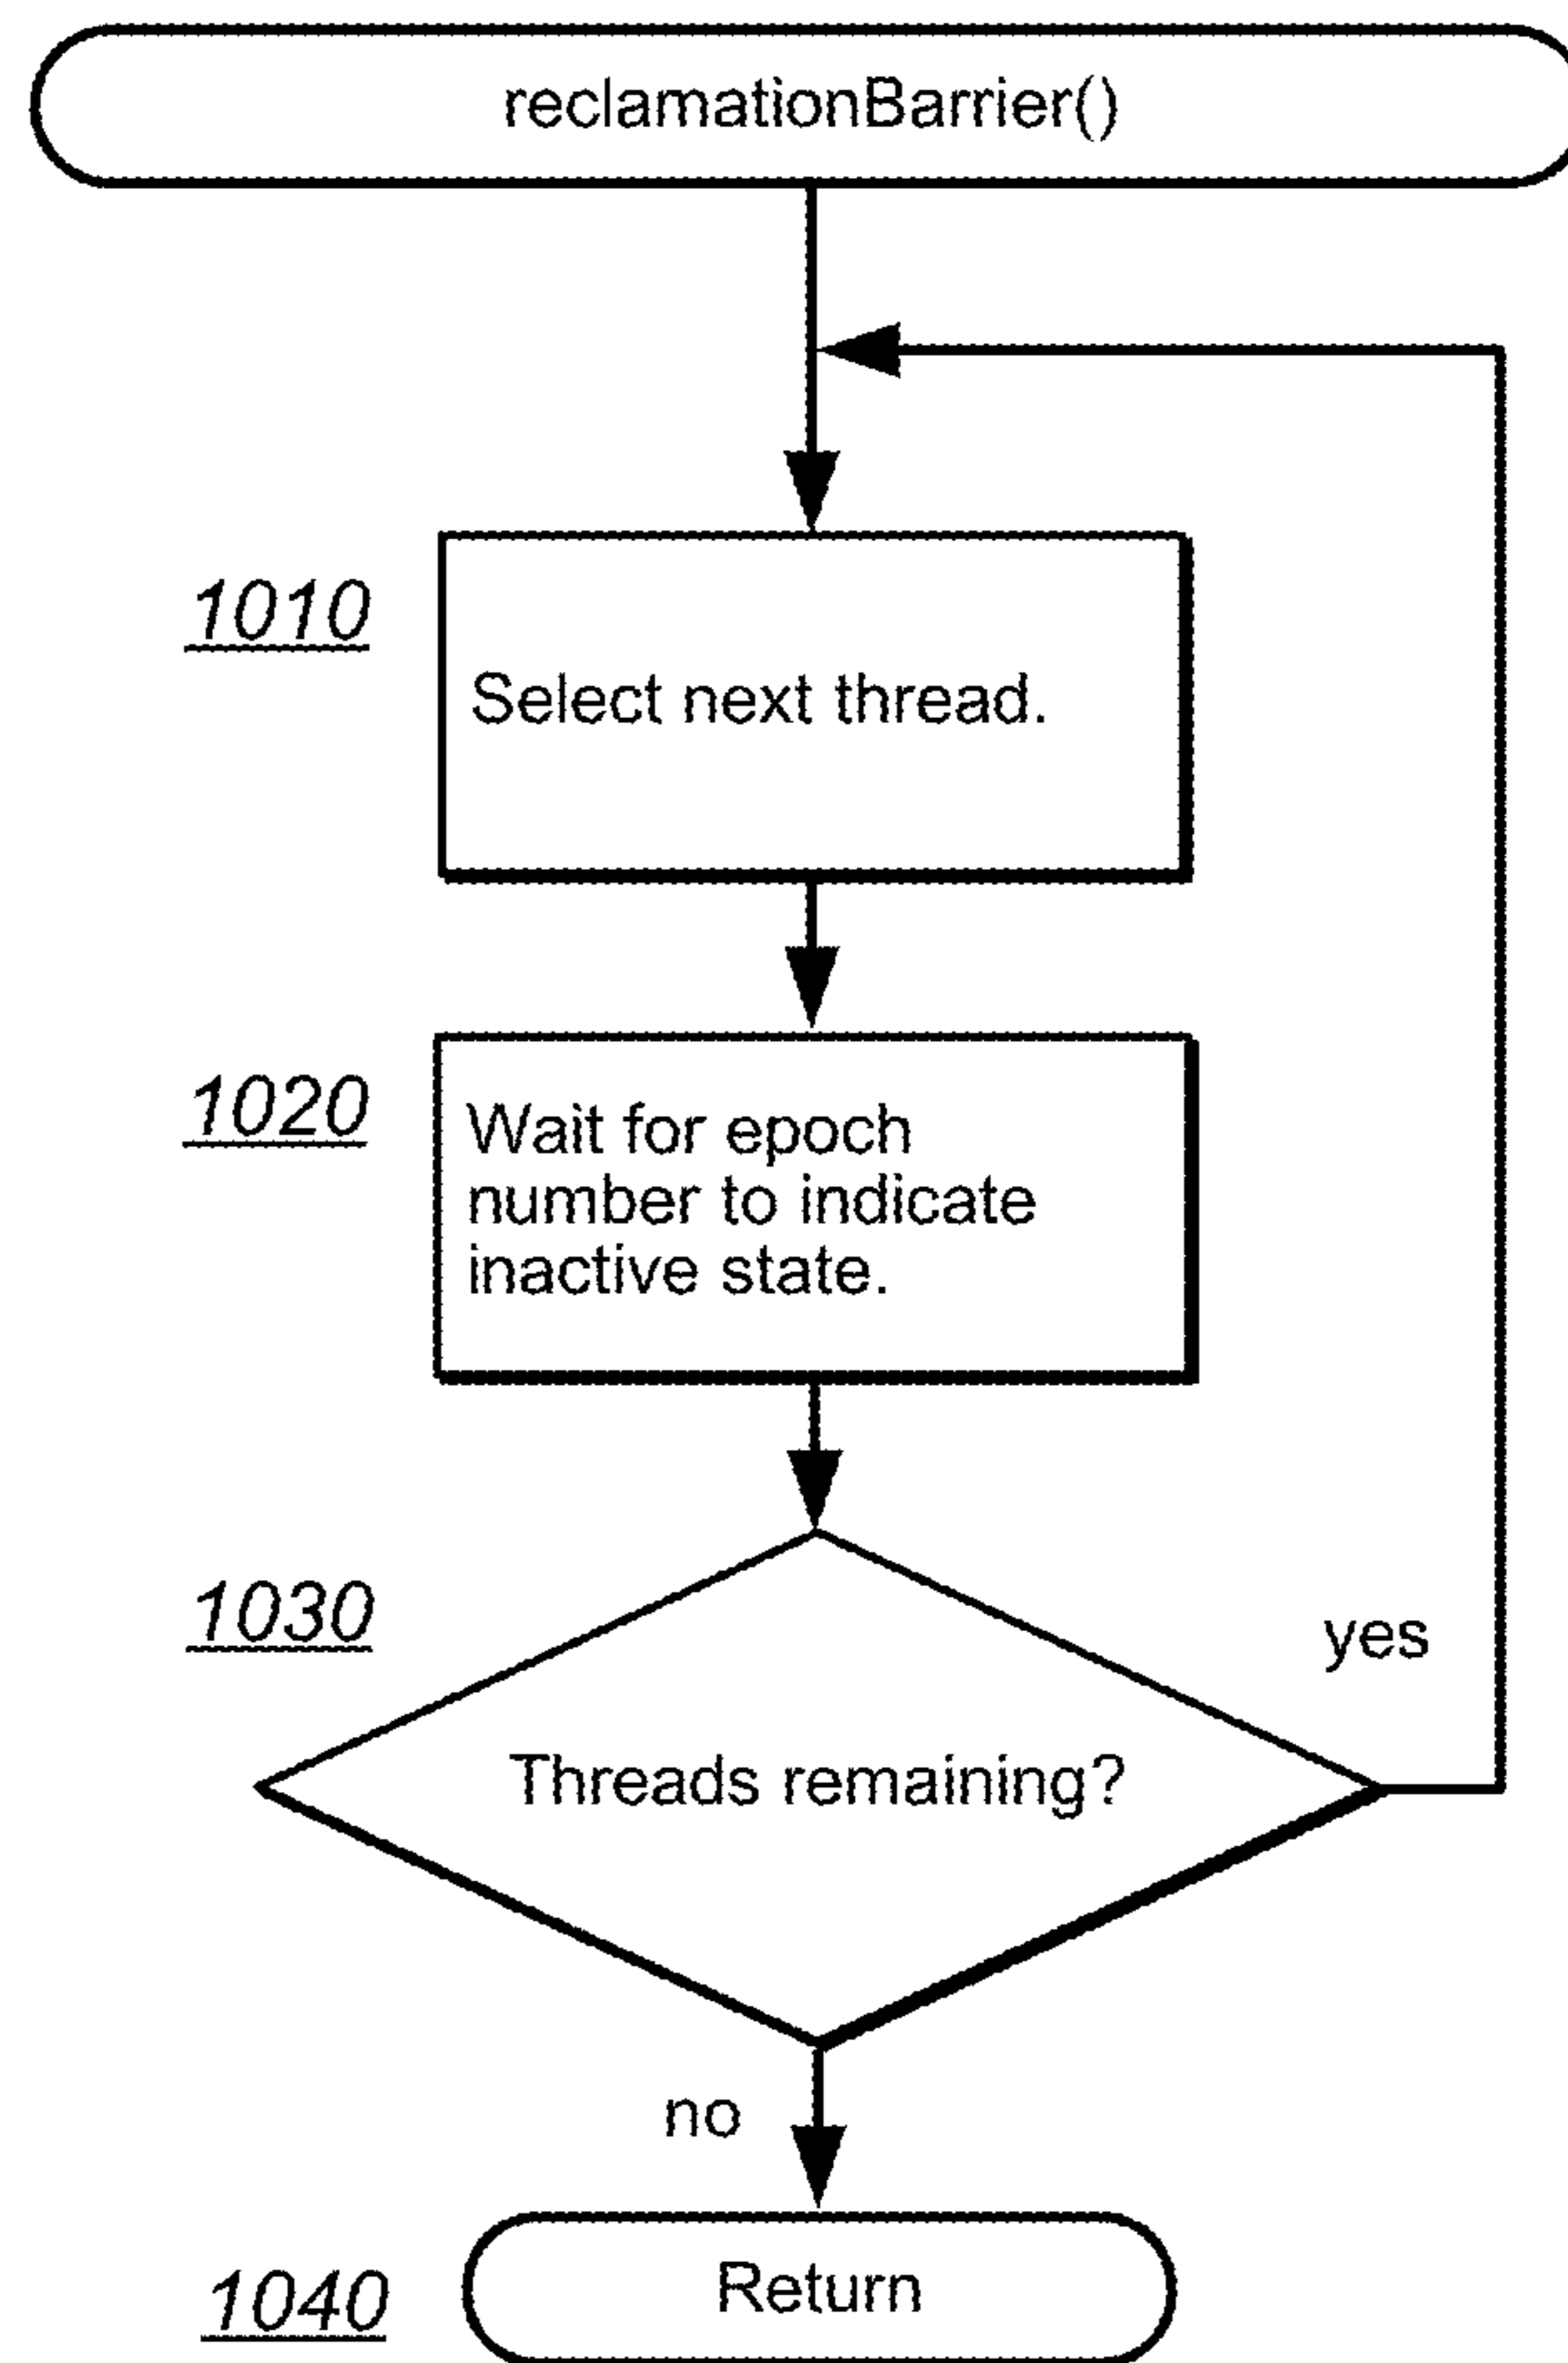 reclamationBarrier()
1010
Select next thread.
1020
Wait for epoch
number to indicate
inactive state.
1030
yes
Threads remaining?
no
Return
1040